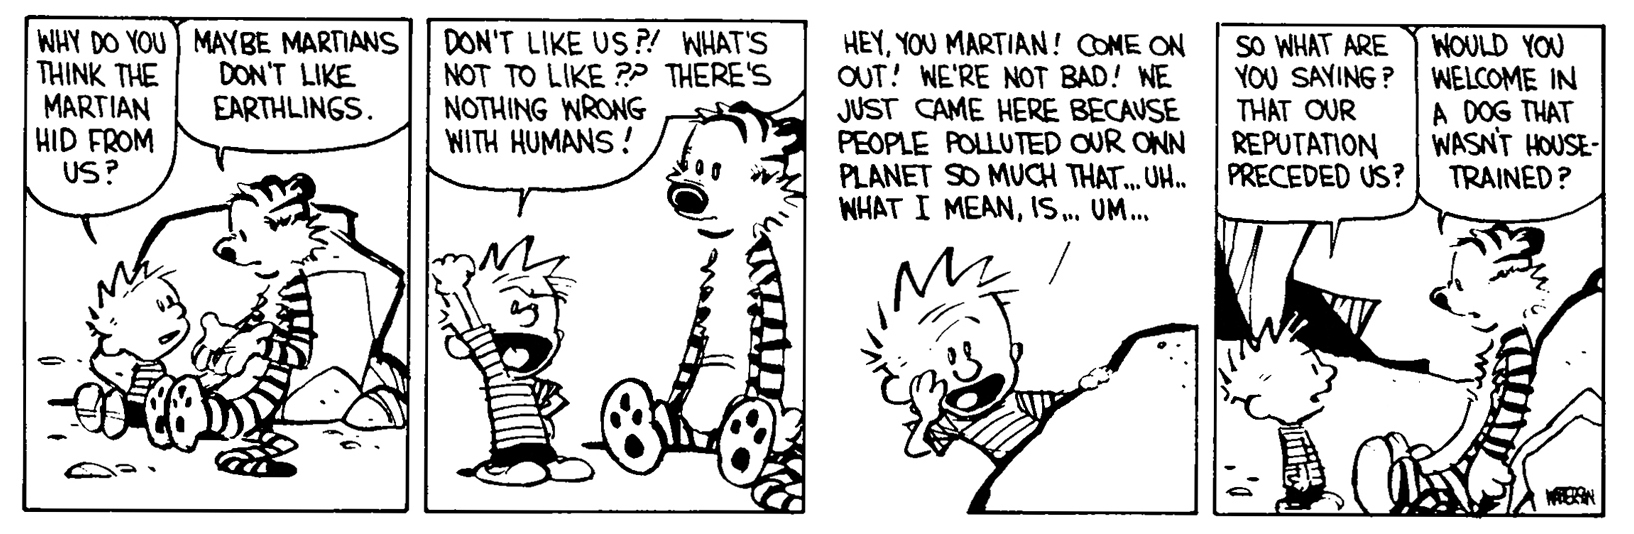 WHY DO YOU
THINK THE
MARTIAN
HID FROM
US?
MAYBE MARTIANS
DON'T LIKE
EARTHLINGS.
DON'T LIKE US?! WHAT'S
NOT TO LIKE?? THERE'S
NOTHING WRONG
WITH HUMANS!
HEY, YOU MARTIAN! COME ON
OUT! WE'RE NOT BAD! WE
JUST CAME HERE BECAUSE
PEOPLE POLLUTED OUR OWN
PLANET SO MUCH THAT... UH..
WHAT I MEAN, IS... UM...
SO WHAT ARE
YOU SAYING?
THAT OUR
REPUTATION
PRECEDED US?
WOULD YOU
WELCOME IN
A DOG THAT
WASN'T HOUSE-
TRAINED?
WATTERSON